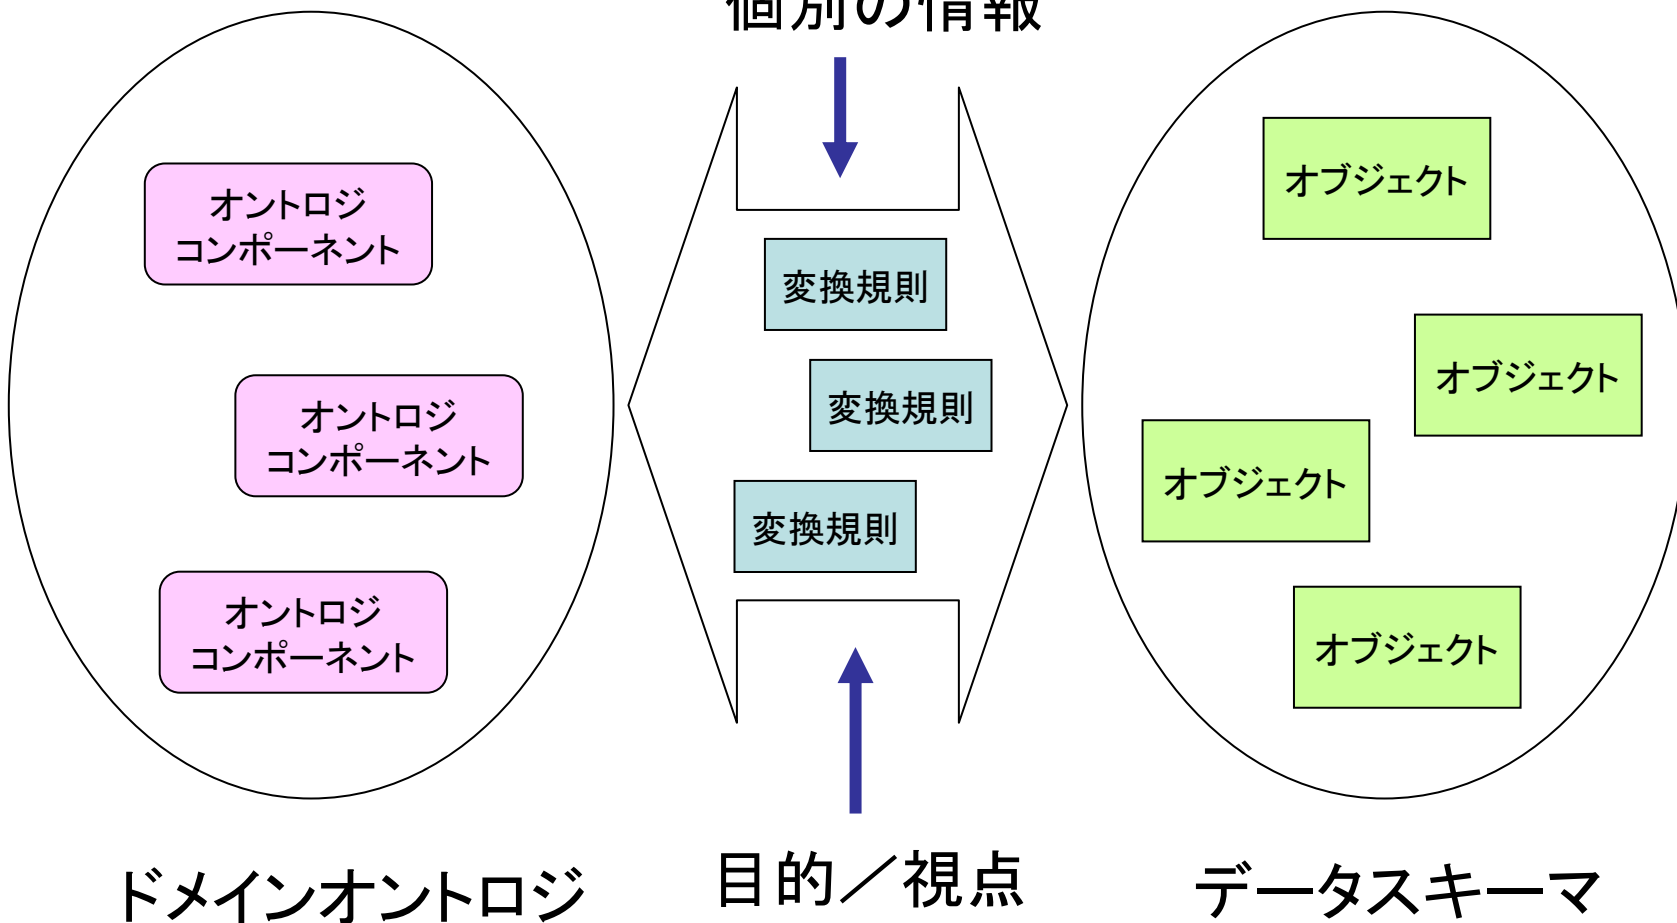 個別の情報
オントロジ
コンポーネント
オントロジ
コンポーネント
オントロジ
コンポーネント
変換規則
変換規則
変換規則
オブジェクト
オブジェクト
オブジェクト
オブジェクト
ドメインオントロジ
目的／視点
データスキーマ